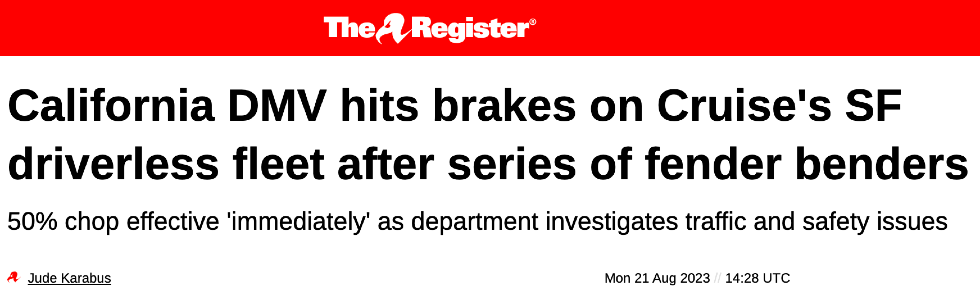 The Register®
California DMV hits brakes on Cruise's SF
driverless fleet after series of fender benders
50% chop effective 'immediately' as department investigates traffic and safety issues
Jude Karabus Mon 21 Aug 2023 // 14:28 UTC